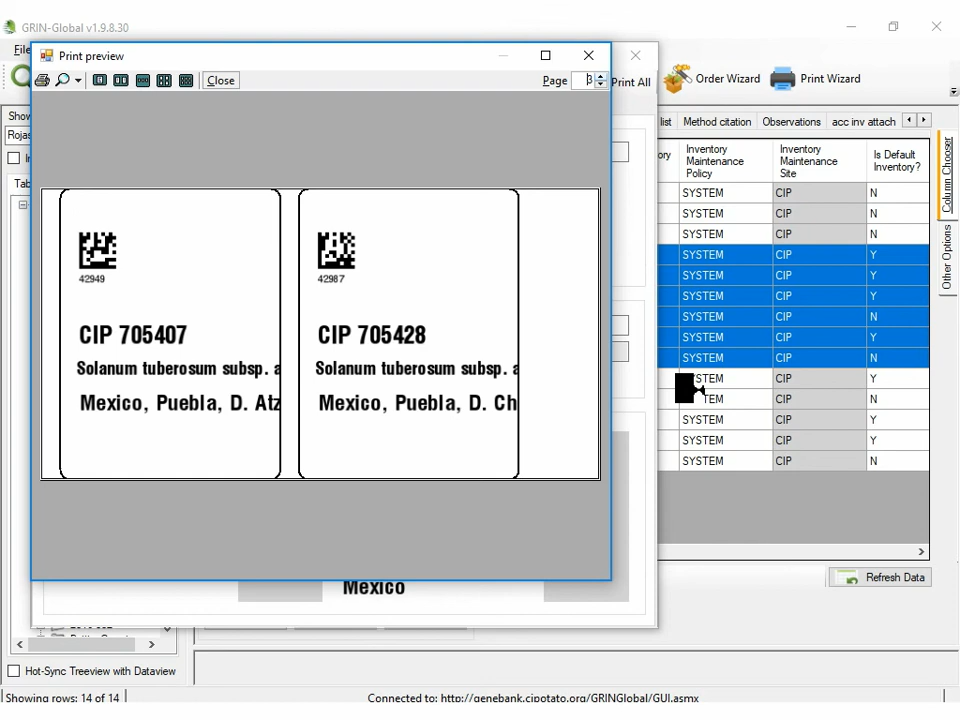 GRIN-Global v1.9.8.30
Print preview
Close
Page
3
Print All
Order Wizard
Print Wizard
list
Method citation
Observations
acc inv attach
Column Chooser
Other Options
Inventory Maintenance Policy
Inventory Maintenance Site
Is Default Inventory?
SYSTEM CIP N
SYSTEM CIP N
SYSTEM CIP N
SYSTEM CIP Y
SYSTEM CIP Y
SYSTEM CIP Y
SYSTEM CIP N
SYSTEM CIP Y
SYSTEM CIP N
STEM CIP Y
TEM CIP N
SYSTEM CIP Y
SYSTEM CIP Y
SYSTEM CIP N
42949
CIP 705407
Solanum tuberosum subsp. a
Mexico, Puebla, D. Atz
42987
CIP 705428
Solanum tuberosum subsp. a
Mexico, Puebla, D. Ch
Mexico
Refresh Data
Hot-Sync Treeview with Dataview
Showing rows: 14 of 14
Connected to: http://genebank.cipotato.org/GRINGlobal/GUI.asmx